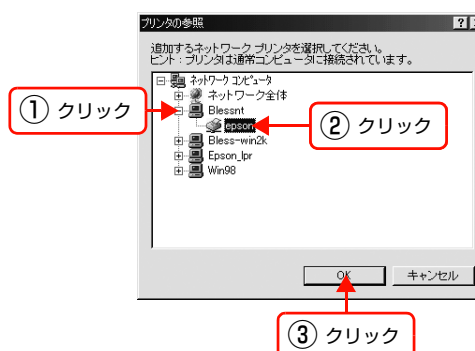 プリンタの参照
追加するネットワーク プリンタを選択してください。
ヒント : プリンタは通常コンピュータに接続されています。
ネットワーク コンピュータ
ネットワーク全体
Blessnt
epson
Bless-win2k
Epson_lpr
Win98
① クリック
② クリック
OK
キャンセル
③ クリック